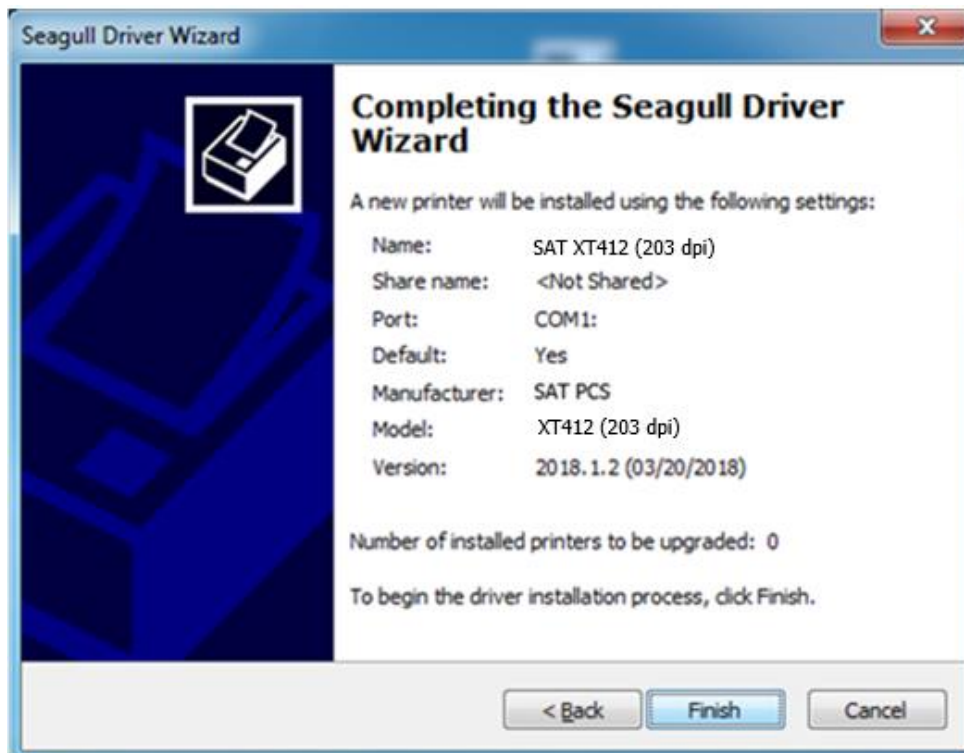 Seagull Driver Wizard
Completing the Seagull Driver
Wizard
A new printer will be installed using the following settings:
Name: SAT XT412 (203 dpi)
Share name: <Not Shared>
Port: COM1:
Default: Yes
Manufacturer: SAT PCS
Model: XT412 (203 dpi)
Version: 2018.1.2 (03/20/2018)
Number of installed printers to be upgraded: 0
To begin the driver installation process, click Finish.
< Back Finish Cancel